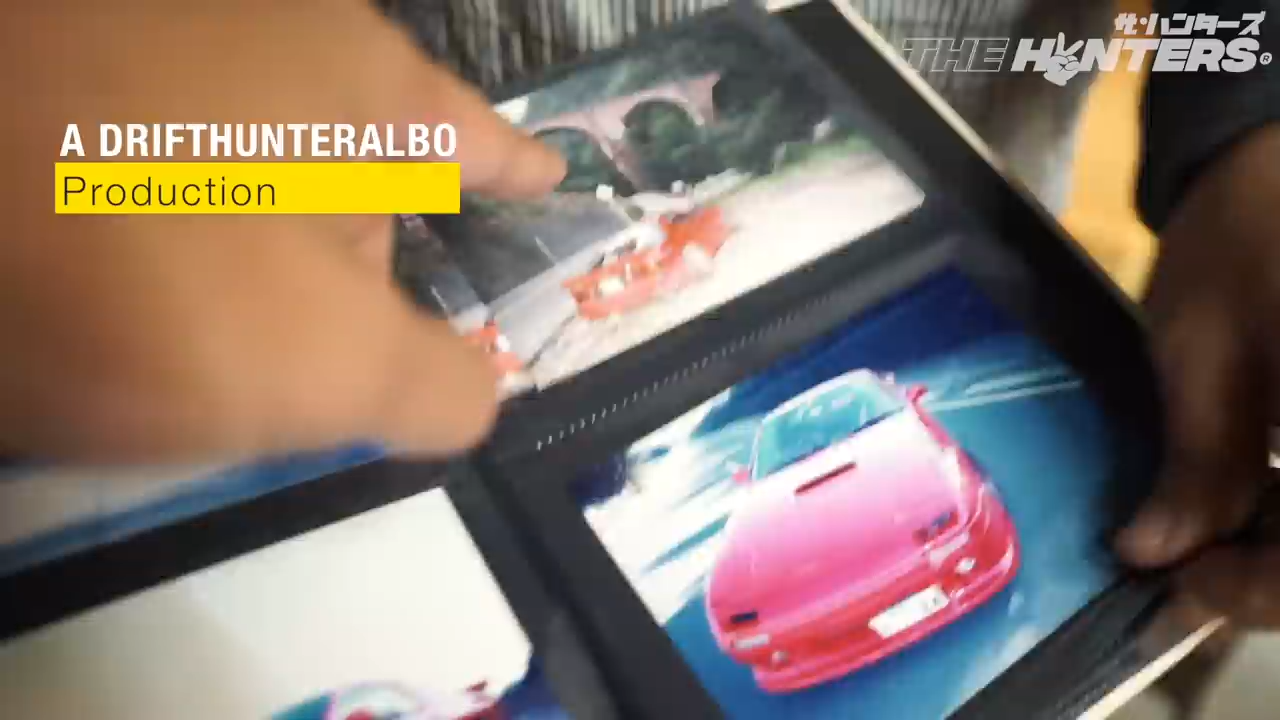 ザ・ハンターズ
THE HUNTERS®
A DRIFTHUNTERALBO
Production